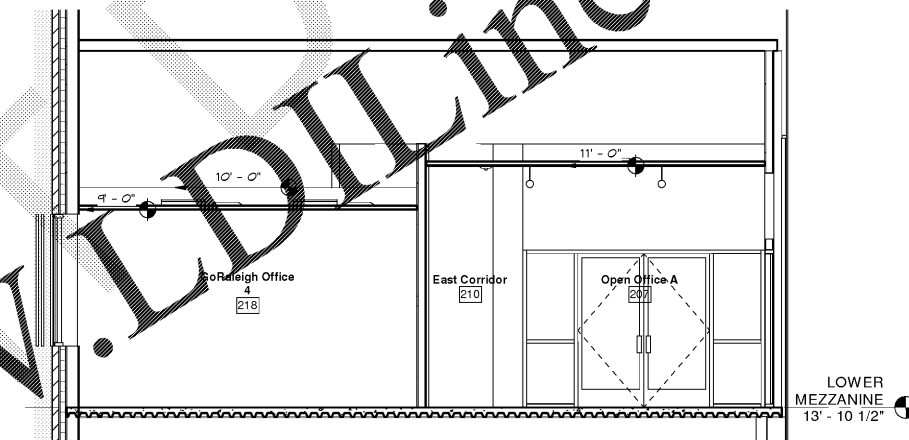 V.LDILine
11' - 0"
10' - 0"
9' - 0"
GoRaleigh Office
4
218
East Corridor
210
Open Office A
207
LOWER
MEZZANINE
13' - 10 1/2"